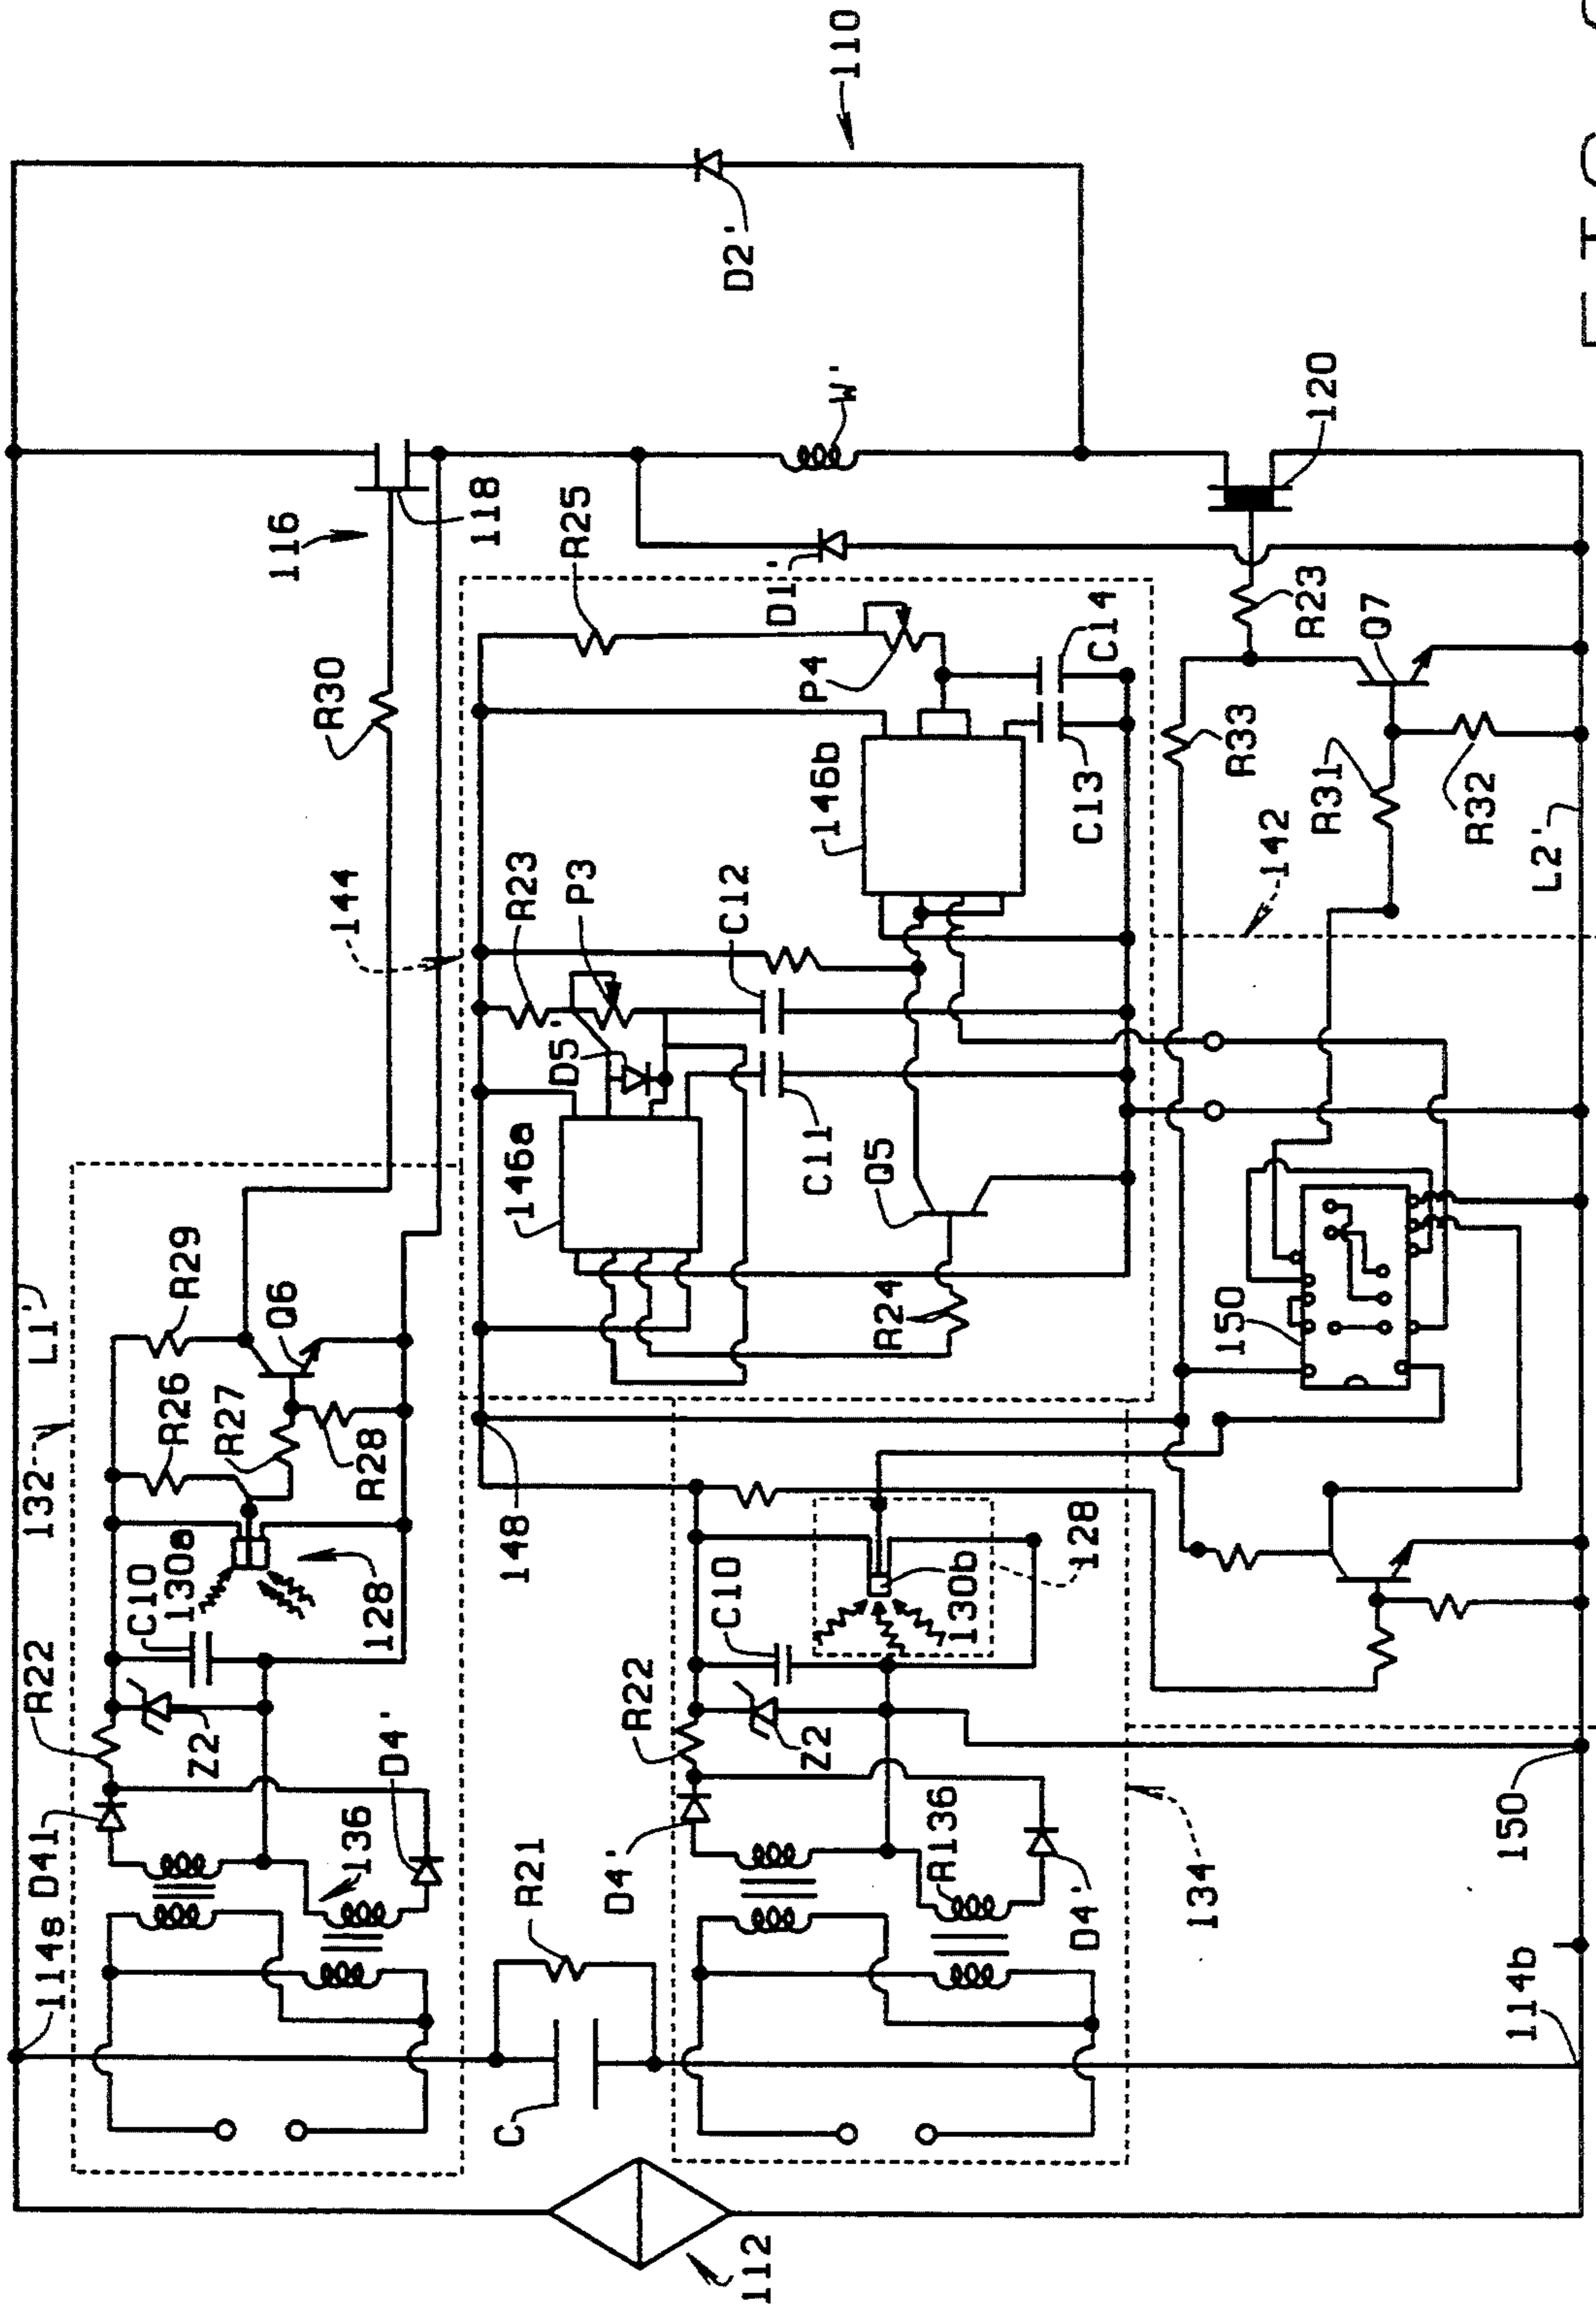 110
D2'
W'
120
116
118
R25
D1'
R23
Q7
R30
P4
C14
R33
R31
R32
L2'
144
R23
P3
146b
C13
C12
142
D5'
146a
C11
Q5
R24
150
L1'
R29
Q6
132
R26
R27
R28
148
C10
130a
128
C10
130b
128
R22
Z2
D4'
R22
Z2
150
114a
D41
136
R21
D4'
R136
D4'
134
114b
C
112